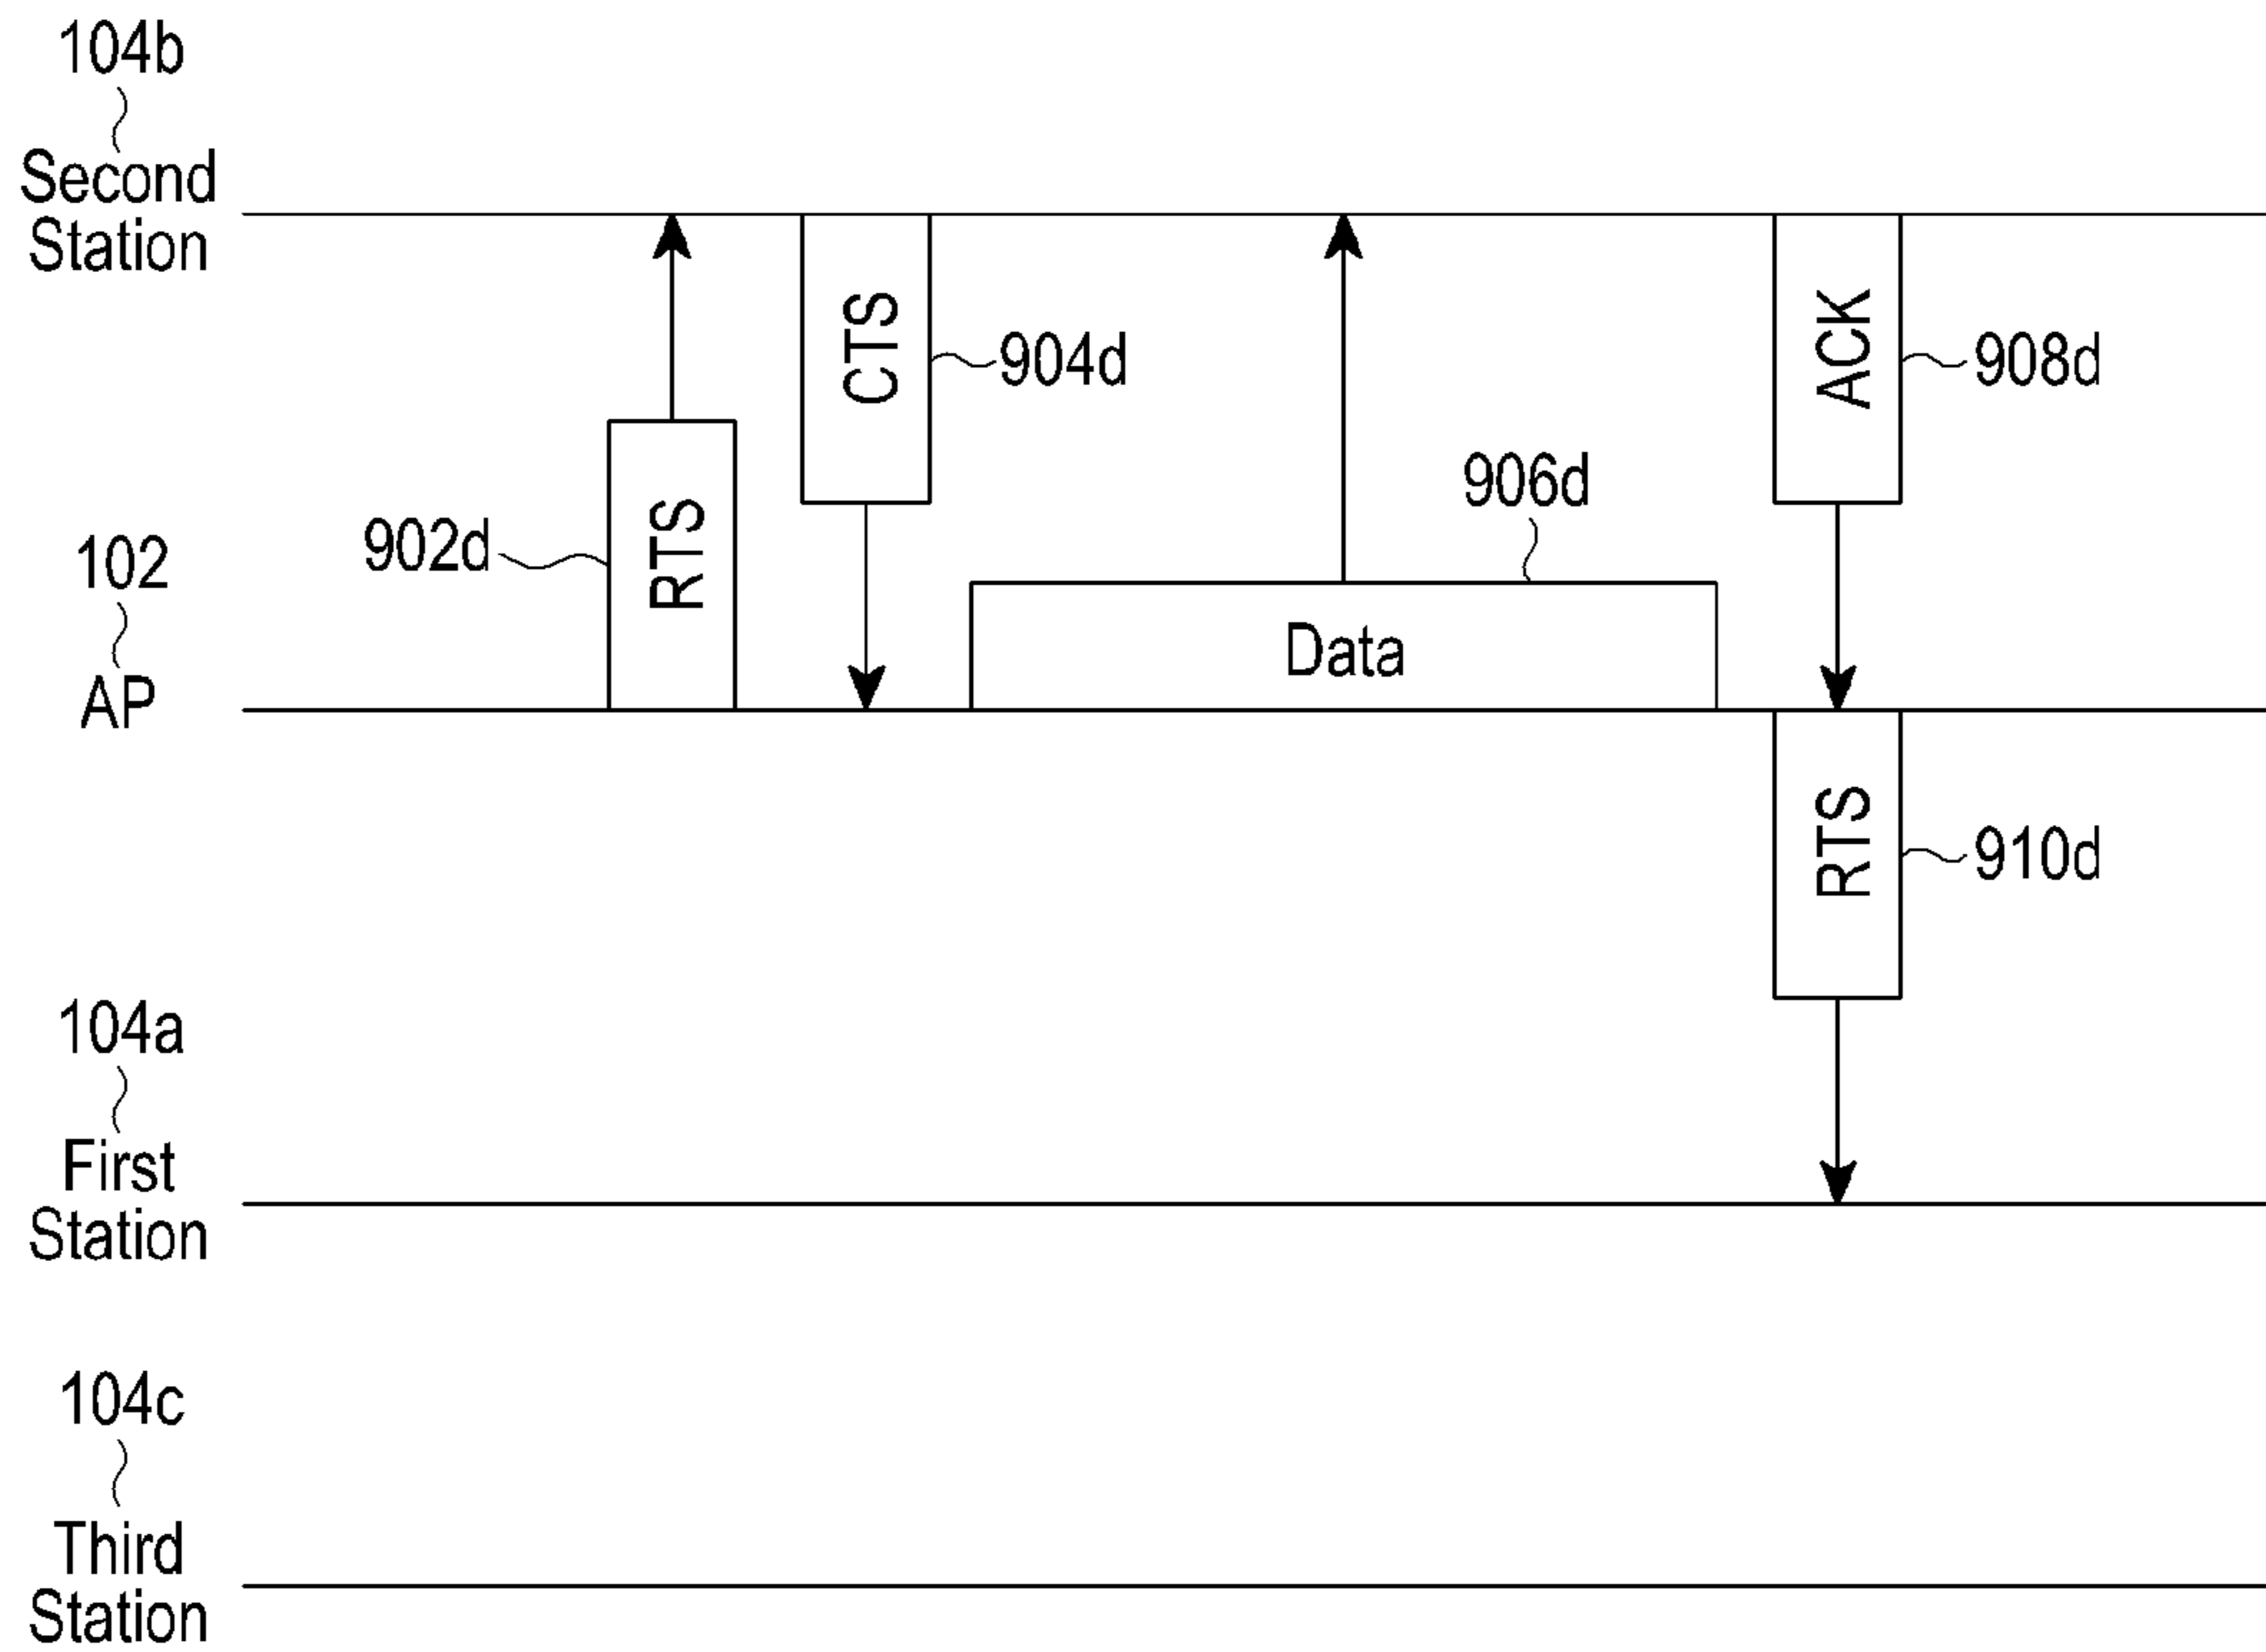 104b
Second
Station
CTS
904d
ACK
908d
906d
902d
RTS
102
AP
Data
RTS
910d
104a
First
Station
104c
Third
Station